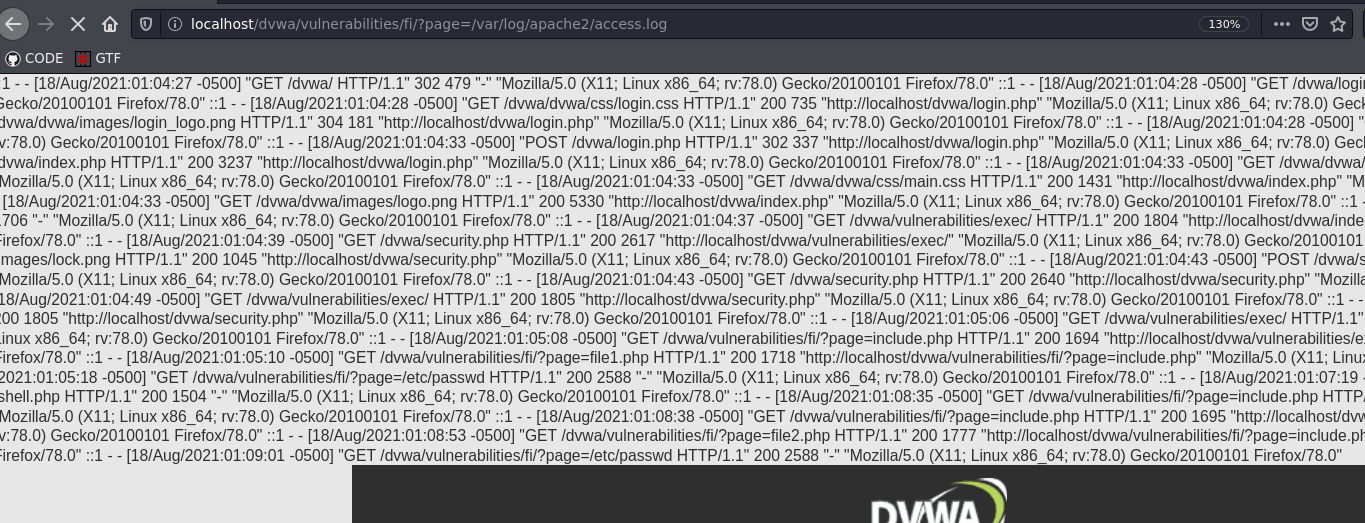 localhost/dvwa/vulnerabilities/fi/?page=/var/log/apache2/access.log 130%
CODE GTF
:1 - - [18/Aug/2021:01:04:27 -0500] "GET /dvwa/ HTTP/1.1" 302 479 "-" "Mozilla/5.0 (X11; Linux x86_64; rv:78.0) Gecko/20100101 Firefox/78.0" ::1 - - [18/Aug/2021:01:04:28 -0500] "GET /dvwa/login
Gecko/20100101 Firefox/78.0" ::1 - - [18/Aug/2021:01:04:28 -0500] "GET /dvwa/dvwa/css/login.css HTTP/1.1" 200 735 "http://localhost/dvwa/login.php" "Mozilla/5.0 (X11; Linux x86_64; rv:78.0) Geck
dvwa/dvwa/images/login_logo.png HTTP/1.1" 304 181 "http://localhost/dvwa/login.php" "Mozilla/5.0 (X11; Linux x86_64; rv:78.0) Gecko/20100101 Firefox/78.0" ::1 - - [18/Aug/2021:01:04:28 -0500] "
rv:78.0) Gecko/20100101 Firefox/78.0" ::1 - - [18/Aug/2021:01:04:33 -0500] "POST /dvwa/login.php HTTP/1.1" 302 337 "http://localhost/dvwa/login.php" "Mozilla/5.0 (X11; Linux x86_64; rv:78.0) Geck
dvwa/index.php HTTP/1.1" 200 3237 "http://localhost/dvwa/login.php" "Mozilla/5.0 (X11; Linux x86_64; rv:78.0) Gecko/20100101 Firefox/78.0" ::1 - - [18/Aug/2021:01:04:33 -0500] "GET /dvwa/dvwa/
Mozilla/5.0 (X11; Linux x86_64; rv:78.0) Gecko/20100101 Firefox/78.0" ::1 - - [18/Aug/2021:01:04:33 -0500] "GET /dvwa/dvwa/css/main.css HTTP/1.1" 200 1431 "http://localhost/dvwa/index.php" "M
[18/Aug/2021:01:04:33 -0500] "GET /dvwa/dvwa/images/logo.png HTTP/1.1" 200 5330 "http://localhost/dvwa/index.php" "Mozilla/5.0 (X11; Linux x86_64; rv:78.0) Gecko/20100101 Firefox/78.0" ::1 -
1706 "-" "Mozilla/5.0 (X11; Linux x86_64; rv:78.0) Gecko/20100101 Firefox/78.0" ::1 - - [18/Aug/2021:01:04:37 -0500] "GET /dvwa/vulnerabilities/exec/ HTTP/1.1" 200 1804 "http://localhost/dvwa/inde
Firefox/78.0" ::1 - - [18/Aug/2021:01:04:39 -0500] "GET /dvwa/security.php HTTP/1.1" 200 2617 "http://localhost/dvwa/vulnerabilities/exec/" "Mozilla/5.0 (X11; Linux x86_64; rv:78.0) Gecko/20100101
images/lock.png HTTP/1.1" 200 1045 "http://localhost/dvwa/security.php" "Mozilla/5.0 (X11; Linux x86_64; rv:78.0) Gecko/20100101 Firefox/78.0" ::1 - - [18/Aug/2021:01:04:43 -0500] "POST /dvwa/s
Mozilla/5.0 (X11; Linux x86_64; rv:78.0) Gecko/20100101 Firefox/78.0" ::1 - - [18/Aug/2021:01:04:43 -0500] "GET /dvwa/security.php HTTP/1.1" 200 2640 "http://localhost/dvwa/security.php" "Mozilla
18/Aug/2021:01:04:49 -0500] "GET /dvwa/vulnerabilities/exec/ HTTP/1.1" 200 1805 "http://localhost/dvwa/security.php" "Mozilla/5.0 (X11; Linux x86_64; rv:78.0) Gecko/20100101 Firefox/78.0" ::1 - -
200 1805 "http://localhost/dvwa/security.php" "Mozilla/5.0 (X11; Linux x86_64; rv:78.0) Gecko/20100101 Firefox/78.0" ::1 - - [18/Aug/2021:01:05:06 -0500] "GET /dvwa/vulnerabilities/exec/ HTTP/1.1"
inux x86_64; rv:78.0) Gecko/20100101 Firefox/78.0" ::1 - - [18/Aug/2021:01:05:08 -0500] "GET /dvwa/vulnerabilities/fi/?page=include.php HTTP/1.1" 200 1694 "http://localhost/dvwa/vulnerabilities/ex
Firefox/78.0" ::1 - - [18/Aug/2021:01:05:10 -0500] "GET /dvwa/vulnerabilities/fi/?page=file1.php HTTP/1.1" 200 1718 "http://localhost/dvwa/vulnerabilities/fi/?page=include.php" "Mozilla/5.0 (X11; Linu
2021:01:05:18 -0500] "GET /dvwa/vulnerabilities/fi/?page=/etc/passwd HTTP/1.1" 200 2588 "-" "Mozilla/5.0 (X11; Linux x86_64; rv:78.0) Gecko/20100101 Firefox/78.0" ::1 - - [18/Aug/2021:01:07:19 -
shell.php HTTP/1.1" 200 1504 "-" "Mozilla/5.0 (X11; Linux x86_64; rv:78.0) Gecko/20100101 Firefox/78.0" ::1 - - [18/Aug/2021:01:08:35 -0500] "GET /dvwa/vulnerabilities/fi/?page=include.php HTTP/
Mozilla/5.0 (X11; Linux x86_64; rv:78.0) Gecko/20100101 Firefox/78.0" ::1 - - [18/Aug/2021:01:08:38 -0500] "GET /dvwa/vulnerabilities/fi/?page=include.php HTTP/1.1" 200 1695 "http://localhost/dvw
v:78.0) Gecko/20100101 Firefox/78.0" ::1 - - [18/Aug/2021:01:08:53 -0500] "GET /dvwa/vulnerabilities/fi/?page=file2.php HTTP/1.1" 200 1777 "http://localhost/dvwa/vulnerabilities/fi/?page=include.ph
Firefox/78.0" ::1 - - [18/Aug/2021:01:09:01 -0500] "GET /dvwa/vulnerabilities/fi/?page=/etc/passwd HTTP/1.1" 200 2588 "-" "Mozilla/5.0 (X11; Linux x86_64; rv:78.0) Gecko/20100101 Firefox/78.0"
DVWA